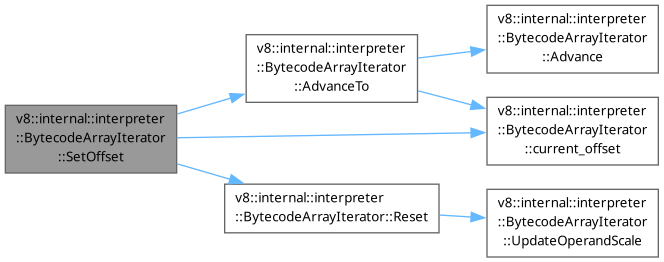 v8::internal::interpreter
::BytecodeArrayIterator
::SetOffset
v8::internal::interpreter
::BytecodeArrayIterator
::AdvanceTo
v8::internal::interpreter
::BytecodeArrayIterator::Reset
v8::internal::interpreter
::BytecodeArrayIterator
::Advance
v8::internal::interpreter
::BytecodeArrayIterator
::current_offset
v8::internal::interpreter
::BytecodeArrayIterator
::UpdateOperandScale